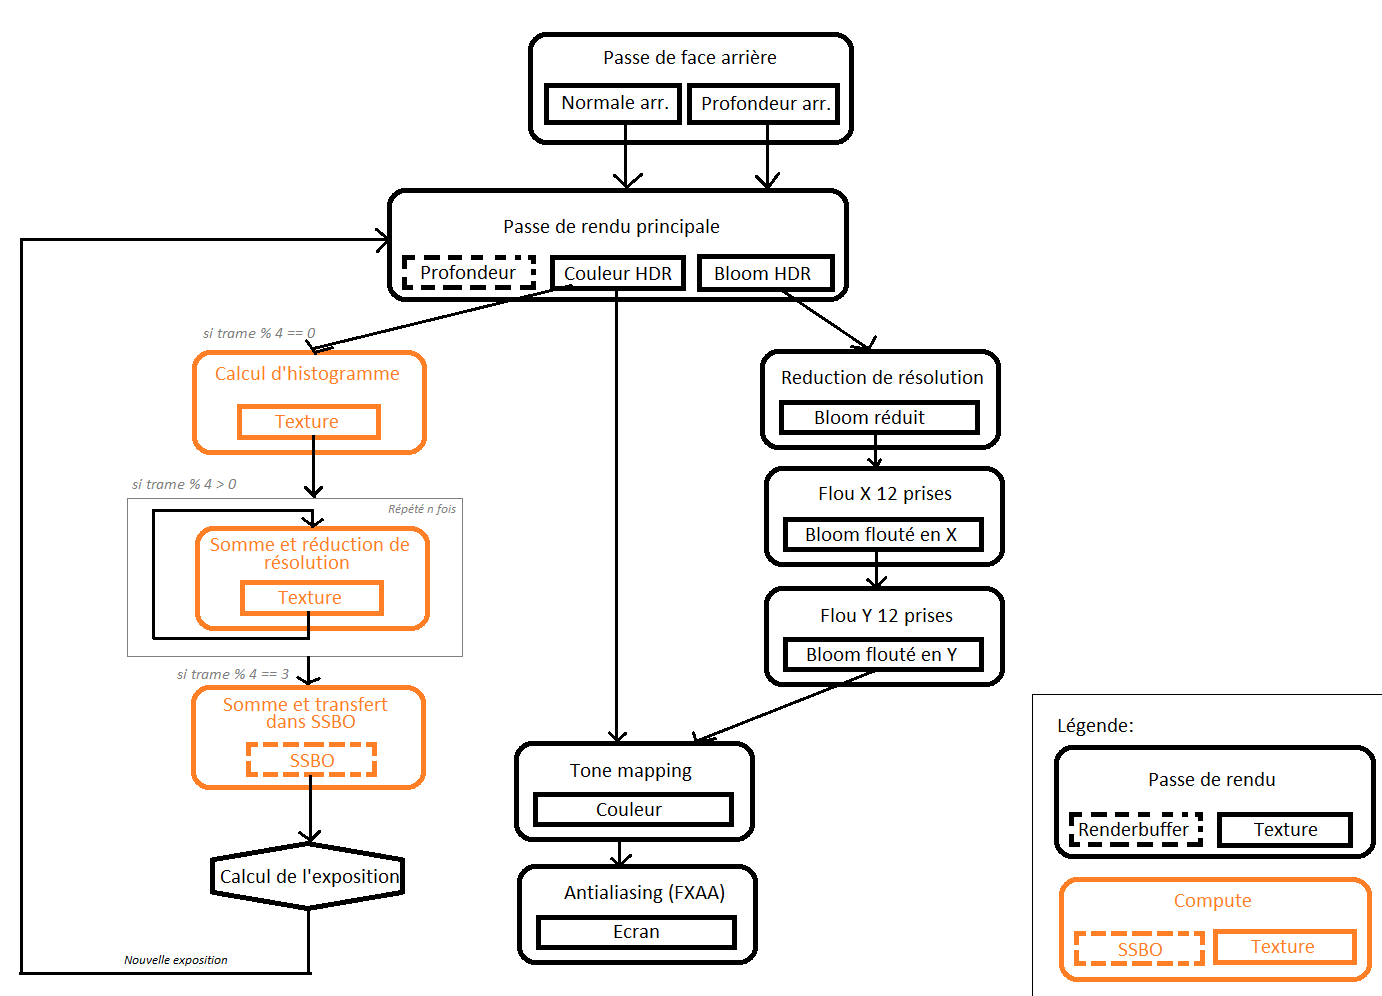 Passe de face arrière
Normale arr.
Profondeur arr.
Passe de rendu principale
Profondeur
Couleur HDR
Bloom HDR
si trame % 4 == 0
Calcul d'histogramme
Texture
si trame % 4 > 0
Répété n fois
Somme et réduction de
résolution
Texture
si trame % 4 == 3
Somme et transfert
dans SSBO
SSBO
Calcul de l'exposition
Nouvelle exposition
Reduction de résolution
Bloom réduit
Flou X 12 prises
Bloom flouté en X
Flou Y 12 prises
Bloom flouté en Y
Tone mapping
Couleur
Antialiasing (FXAA)
Ecran
Légende:
Passe de rendu
Renderbuffer
Texture
Compute
SSBO
Texture